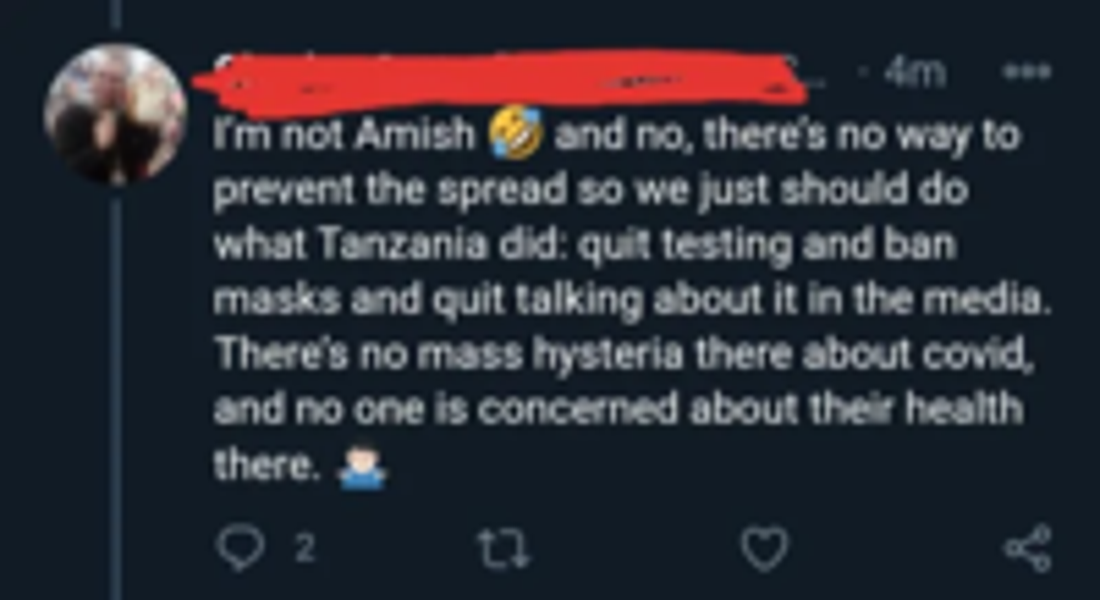 · 4m
I'm not Amish 🤣 and no, there's no way to
prevent the spread so we just should do
what Tanzania did: quit testing and ban
masks and quit talking about it in the media.
There's no mass hysteria there about covid,
and no one is concerned about their health
there. 🤷🏻‍♂️
2